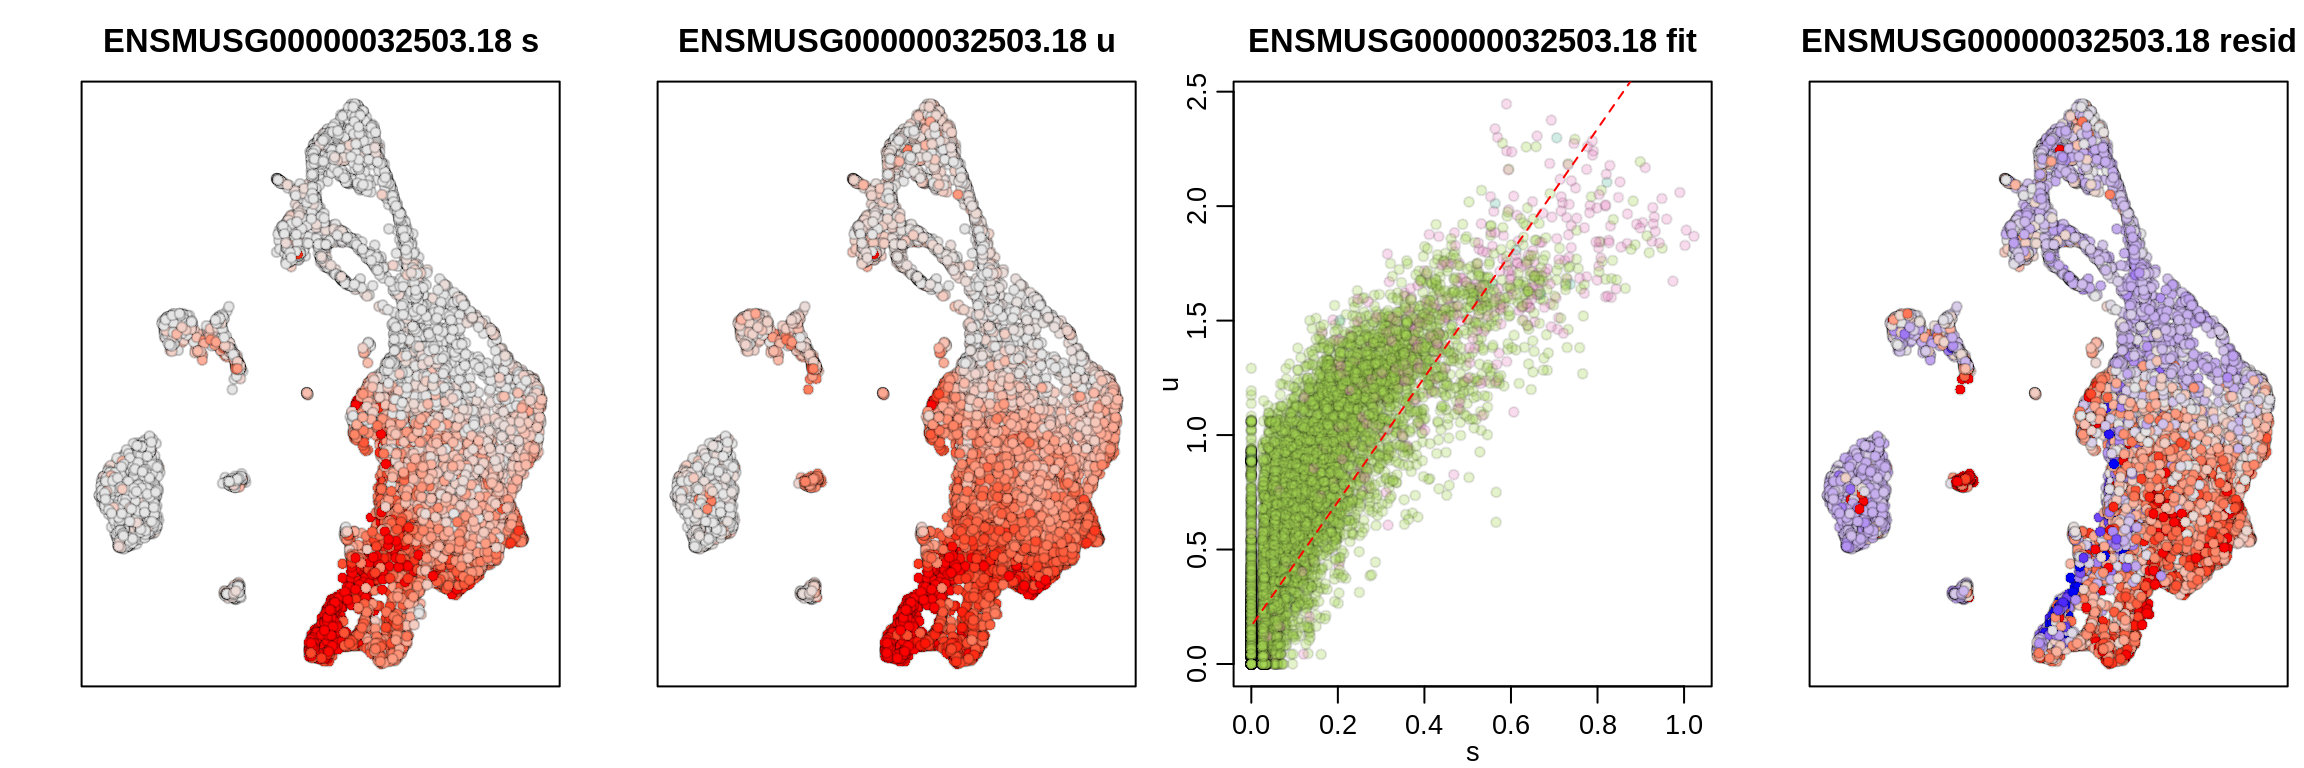 ENSMUSG00000032503.18 s
ENSMUSG00000032503.18 u
ENSMUSG00000032503.18 fit
ENSMUSG00000032503.18 resid
2.5
2.0
1.5
1.0
0.5
0.0
u
0.0 0.2 0.4 0.6 0.8 1.0
s